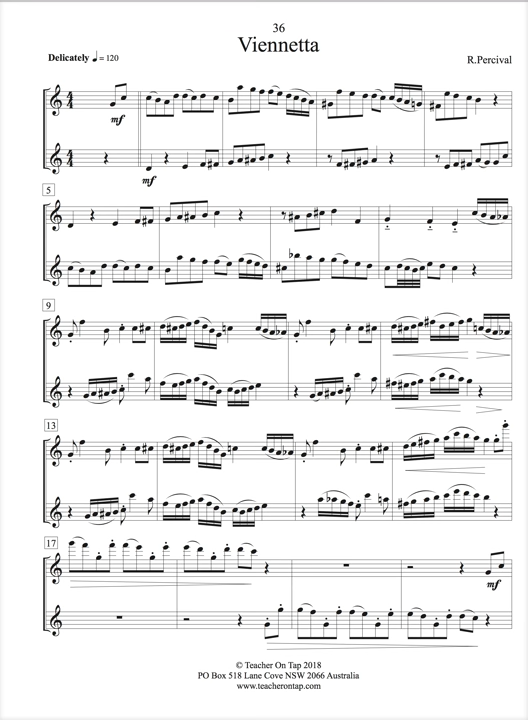 36
Viennetta
Delicately ♩ = 120
R.Percival
mf
mf
5
9
13
17
mf
© Teacher On Tap 2018
PO Box 518 Lane Cove NSW 2066 Australia
www.teacherontap.com